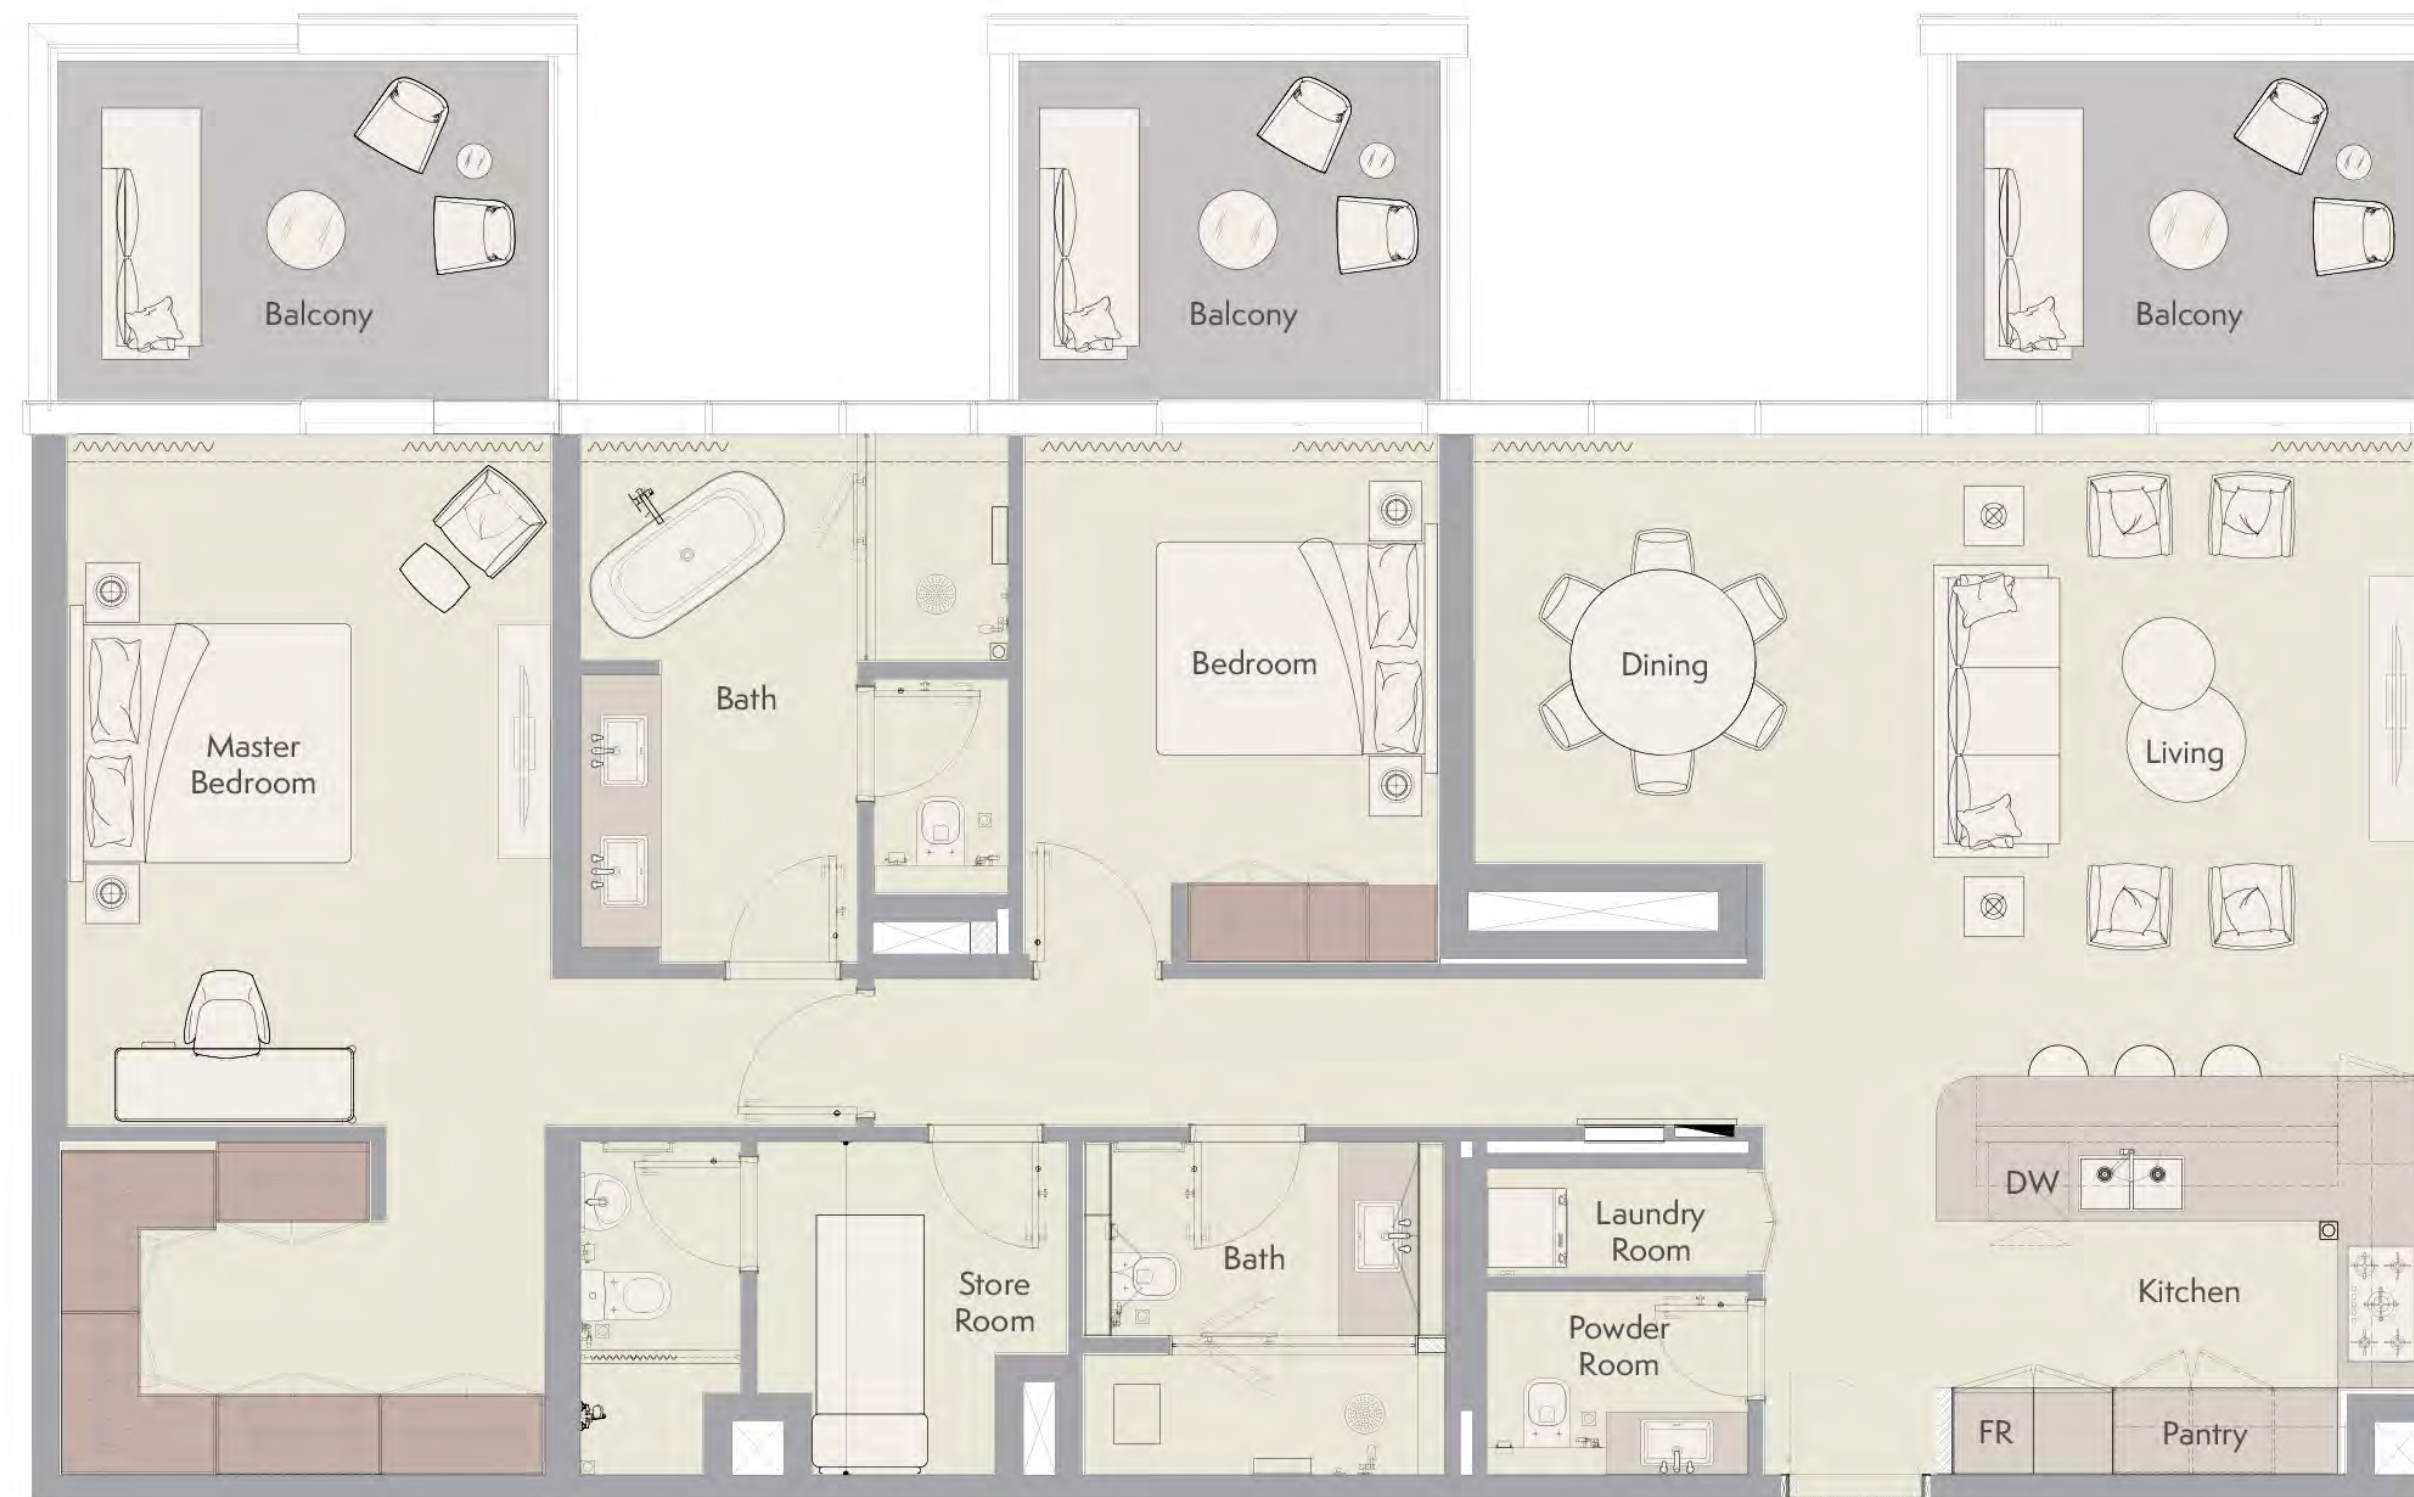 Balcony
Balcony
Balcony
Master
Bedroom
Bath
Bedroom
Dining
Living
Store
Room
Bath
Laundry
Room
Powder
Room
DW
Kitchen
FR
Pantry